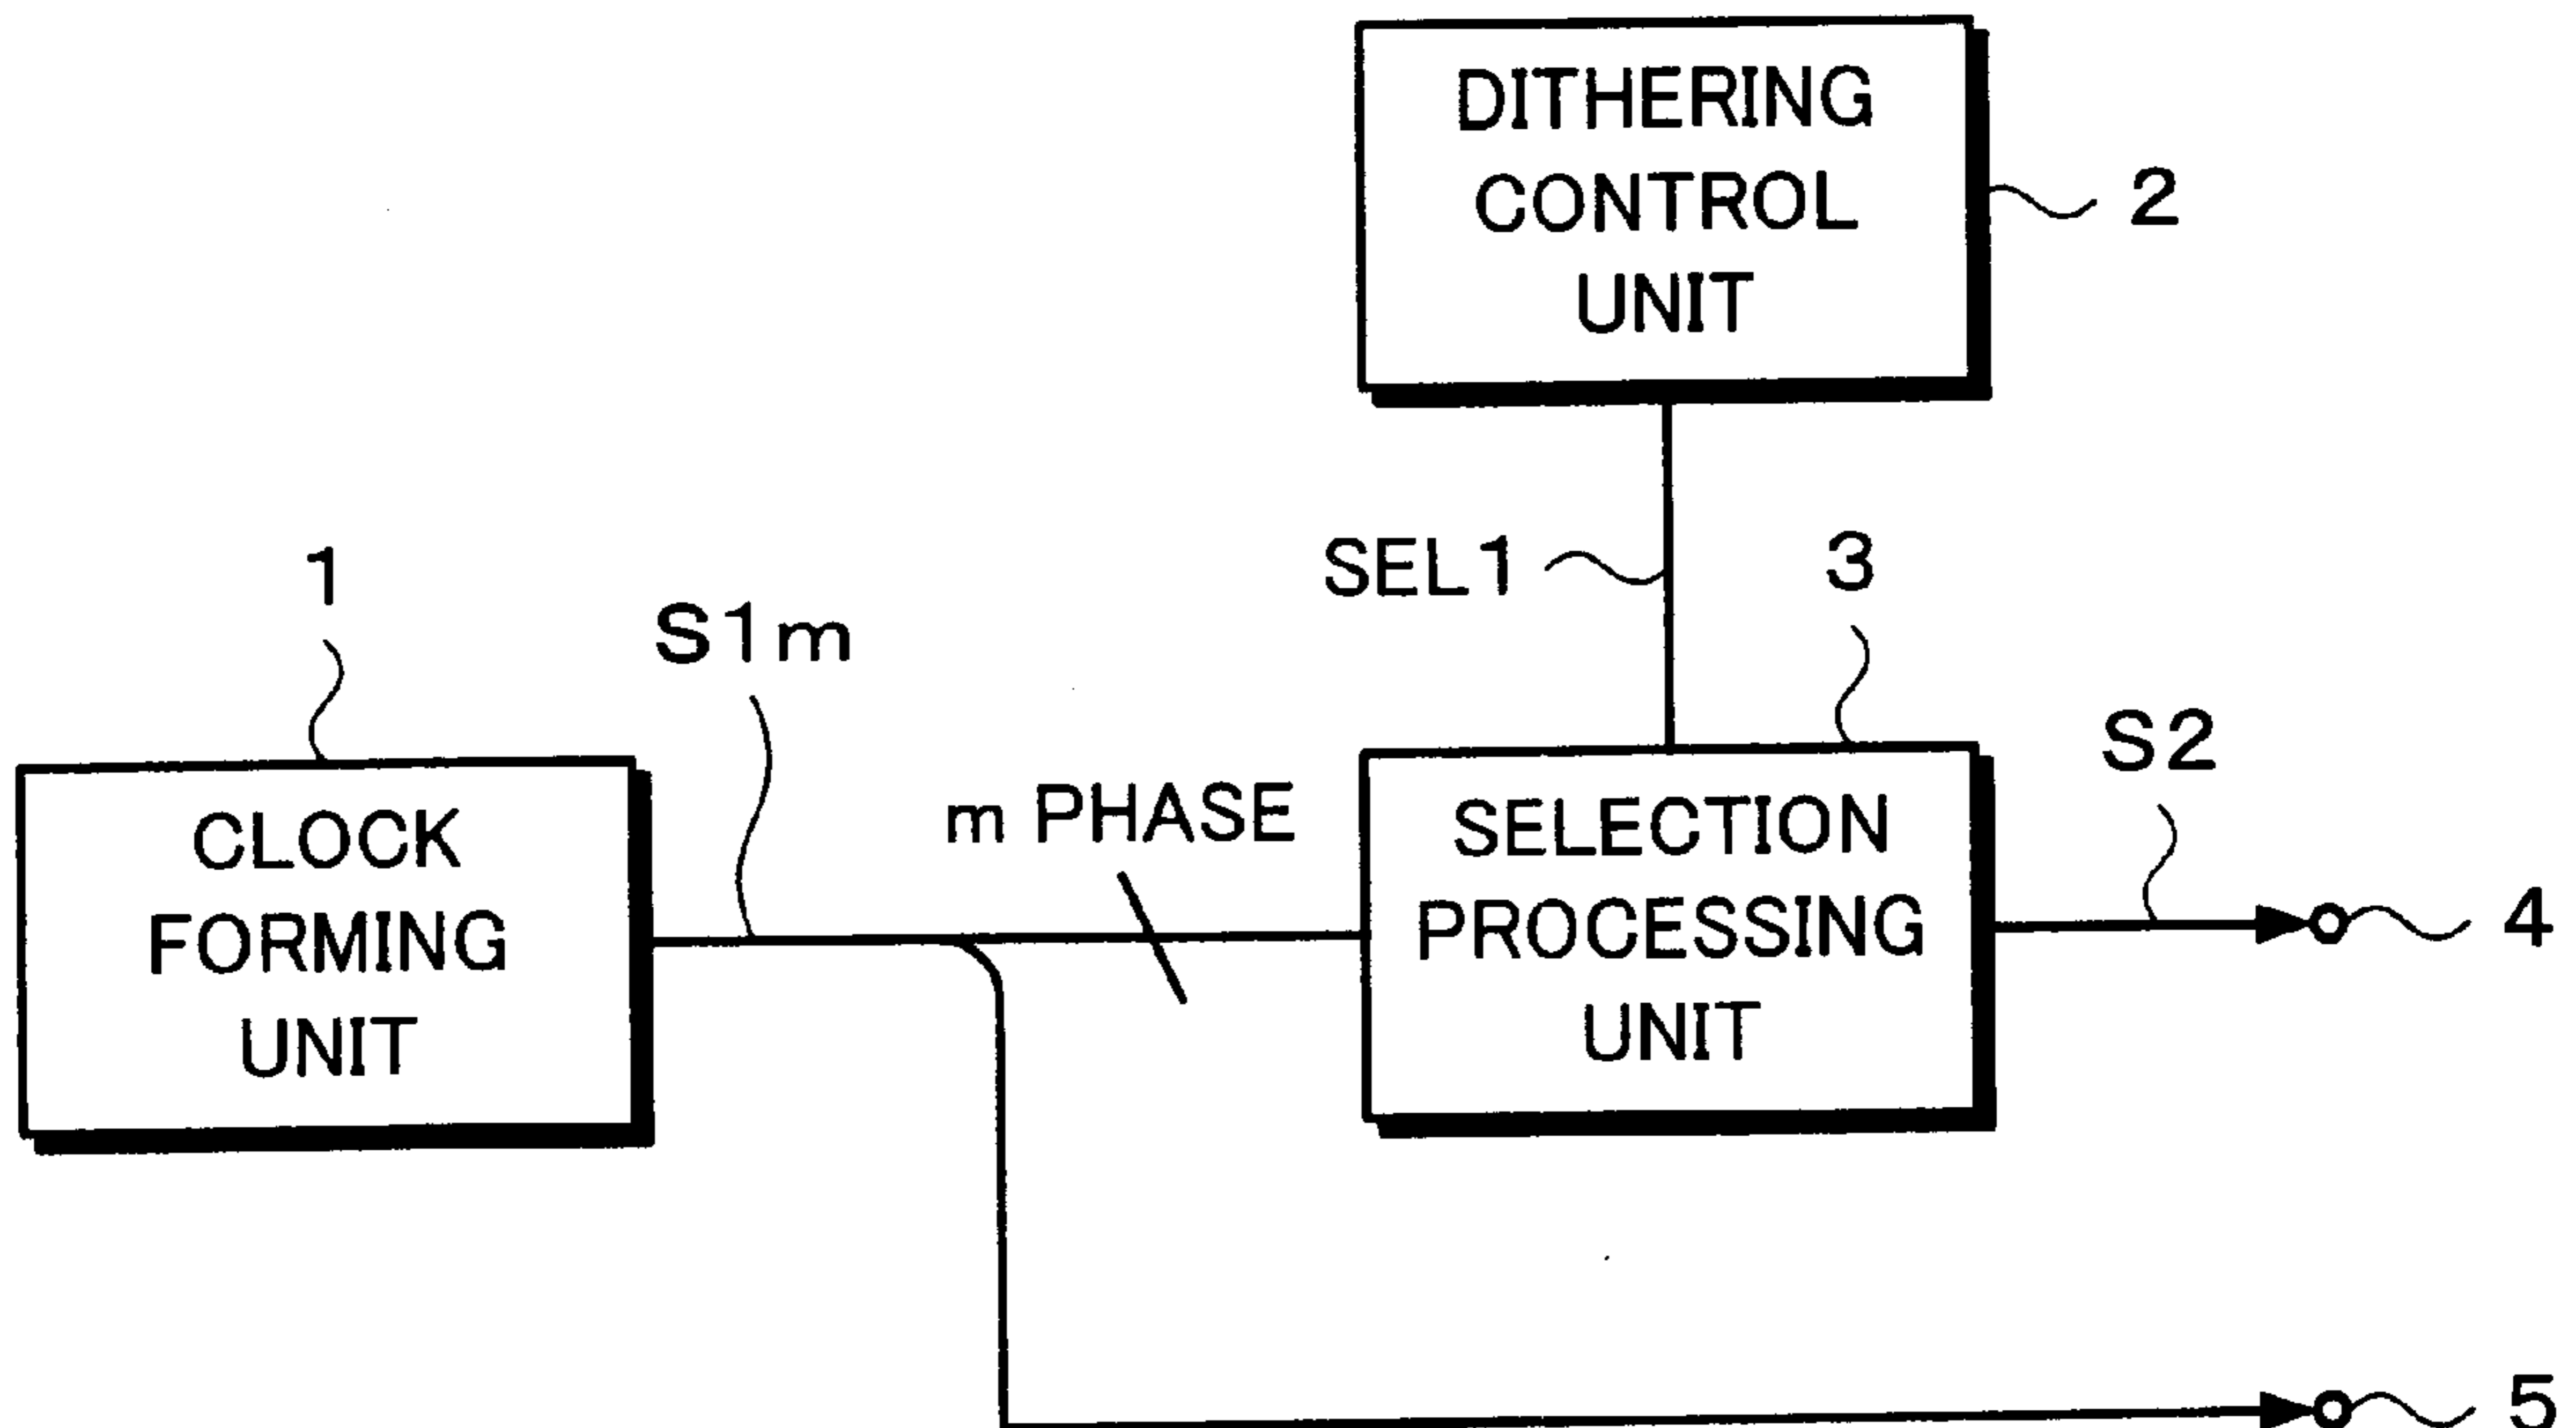 DITHERING
CONTROL
UNIT
2
SEL1
3
1
S1m
S2
m PHASE
CLOCK
FORMING
UNIT
SELECTION
PROCESSING
UNIT
4
5